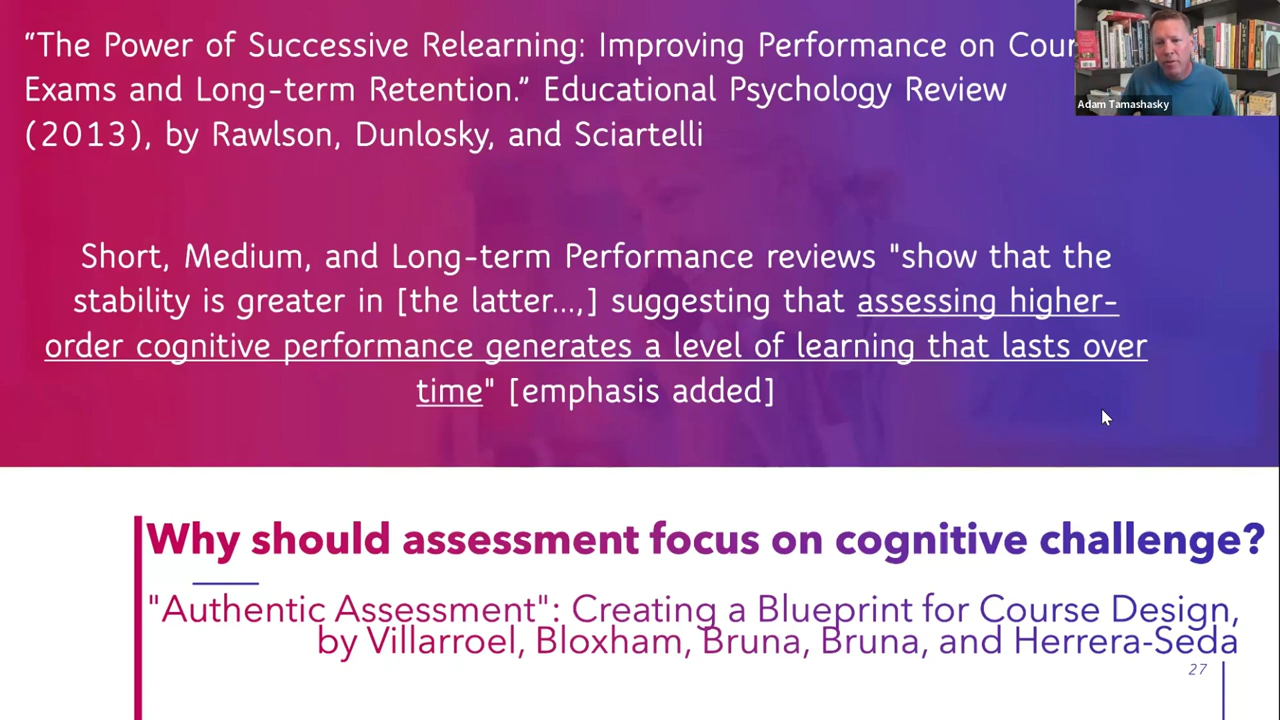 “The Power of Successive Relearning: Improving Performance on Cour
Exams and Long-term Retention.” Educational Psychology Review
(2013), by Rawlson, Dunlosky, and Sciartelli
Adam Tamashasky
Short, Medium, and Long-term Performance reviews "show that the
stability is greater in [the latter...,] suggesting that assessing higher-
order cognitive performance generates a level of learning that lasts over
time" [emphasis added]
Why should assessment focus on cognitive challenge?
"Authentic Assessment": Creating a Blueprint for Course Design,
by Villarroel, Bloxham, Bruna, Bruna, and Herrera-Seda
27